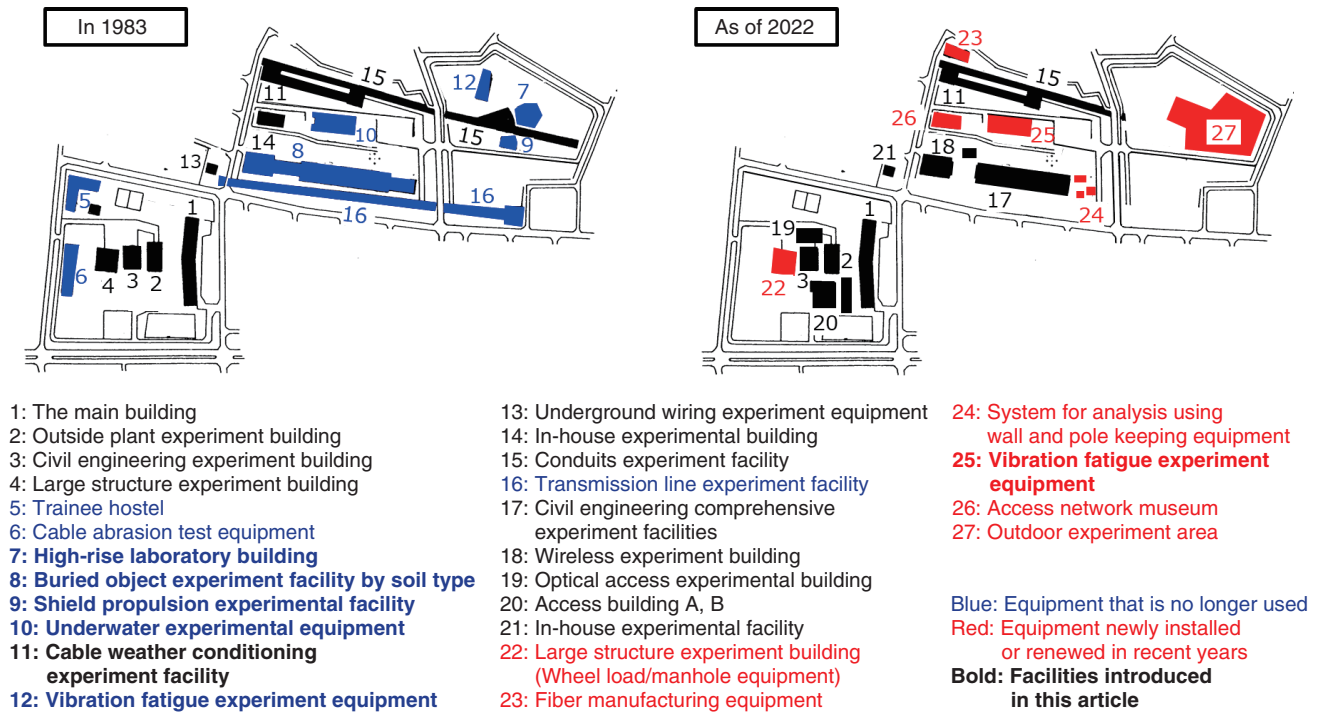 In 1983
15
12
7
11
10
15
9
14
8
13
16
16
5
1
6
4
3
2
As of 2022
23
15
11
26
25
27
18
21
17
24
1
19
2
3
22
20
1: The main building
2: Outside plant experiment building
3: Civil engineering experiment building
4: Large structure experiment building
5: Trainee hostel
6: Cable abrasion test equipment
7: High-rise laboratory building
8: Buried object experiment facility by soil type
9: Shield propulsion experimental facility
10: Underwater experimental equipment
11: Cable weather conditioning
experiment facility
12: Vibration fatigue experiment equipment
13: Underground wiring experiment equipment
14: In-house experimental building
15: Conduits experiment facility
16: Transmission line experiment facility
17: Civil engineering comprehensive
experiment facilities
18: Wireless experiment building
19: Optical access experimental building
20: Access building A, B
21: In-house experimental facility
22: Large structure experiment building
(Wheel load/manhole equipment)
23: Fiber manufacturing equipment
24: System for analysis using
wall and pole keeping equipment
25: Vibration fatigue experiment
equipment
26: Access network museum
27: Outdoor experiment area
Blue: Equipment that is no longer used
Red: Equipment newly installed
or renewed in recent years
Bold: Facilities introduced
in this article